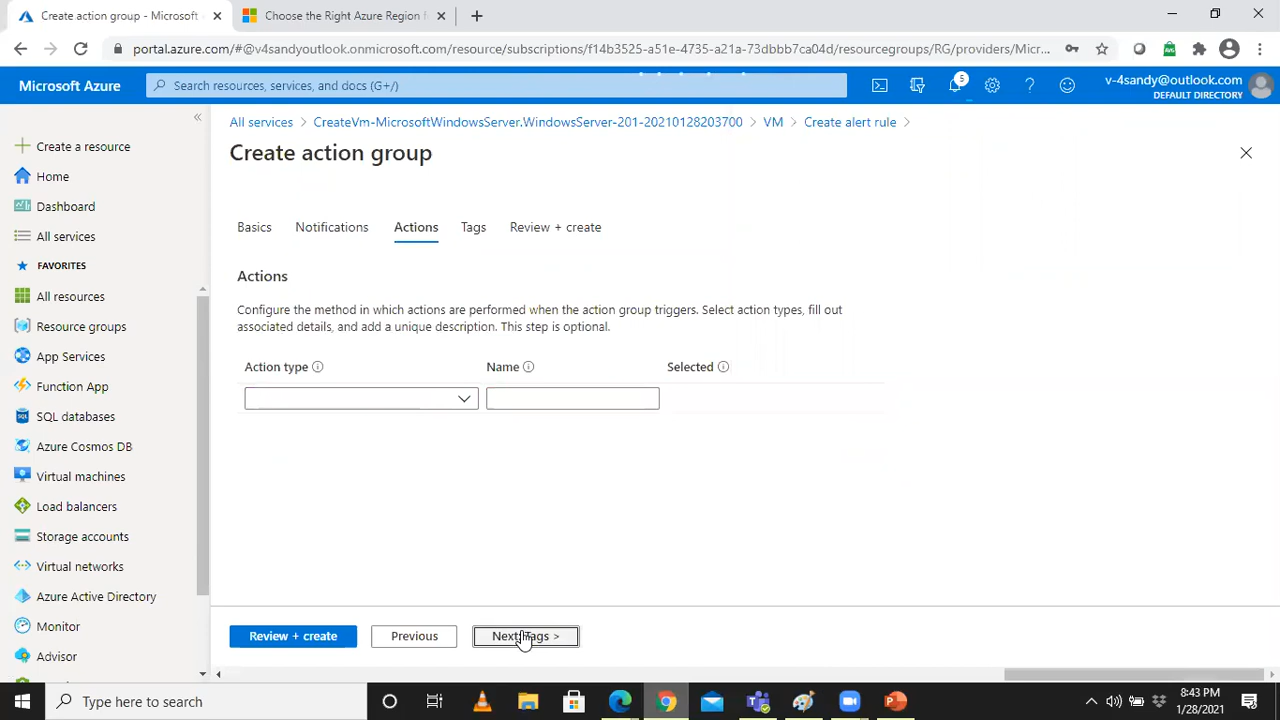 Create action group - Microsoft
Choose the Right Azure Region f
portal.azure.com/#@v4sandyoutlook.onmicrosoft.com/resource/subscriptions/f14b3525-a51e-4735-a21a-73dbbb7ca04d/resourcegroups/RG/providers/Micr...
Microsoft Azure
Search resources, services, and docs (G+/)
5
v-4sandy@outlook.com
DEFAULT DIRECTORY
All services > CreateVm-MicrosoftWindowsServer.WindowsServer-201-20210128203700 > VM > Create alert rule >
Create action group
Basics
Notifications
Actions
Tags
Review + create
Actions
Configure the method in which actions are performed when the action group triggers. Select action types, fill out
associated details, and add a unique description. This step is optional.
Action type
Name
Selected
Review + create
Previous
Next: Tags >
Create a resource
Home
Dashboard
All services
FAVORITES
All resources
Resource groups
App Services
Function App
SQL databases
Azure Cosmos DB
Virtual machines
Load balancers
Storage accounts
Virtual networks
Azure Active Directory
Monitor
Advisor
Type here to search
8:43 PM
1/28/2021